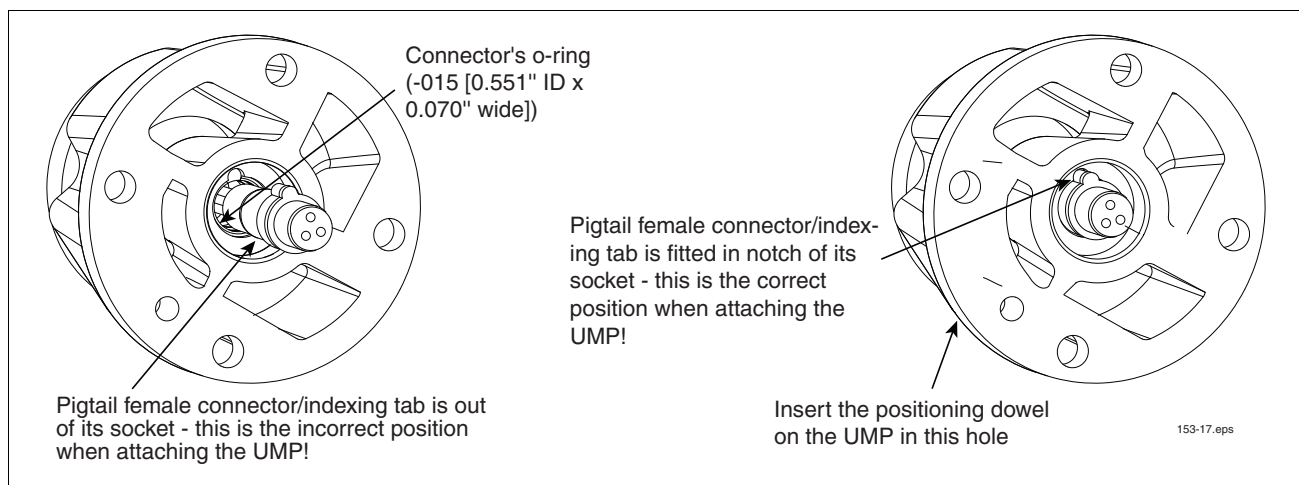 Connector's o-ring
(-015 [0.551" ID x
0.070" wide])
Pigtail female connector/indexing tab is out
of its socket - this is the incorrect position
when attaching the UMP!
Pigtail female connector/index-
ing tab is fitted in notch of its
socket - this is the correct
position when attaching the
UMP!
Insert the positioning dowel
on the UMP in this hole
153-17.eps